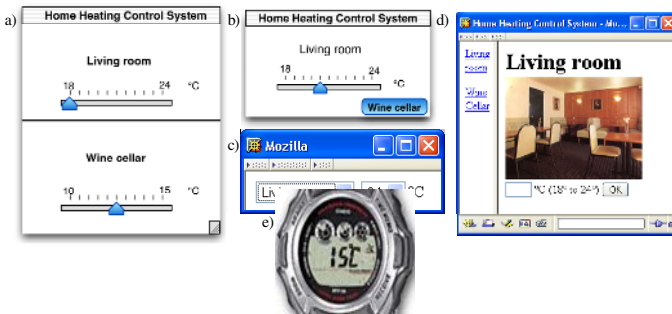 a)
Home Heating Control System
Living room
18 24 °C
Wine cellar
10 15 °C
b)
Home Heating Control System
Living room
18 24 °C
Wine cellar
c)
Mozilla
°C
d)
Home Heating Control System - Mo...
Living room
Wine Cellar
Living room
°C (18° to 24°) OK
e)